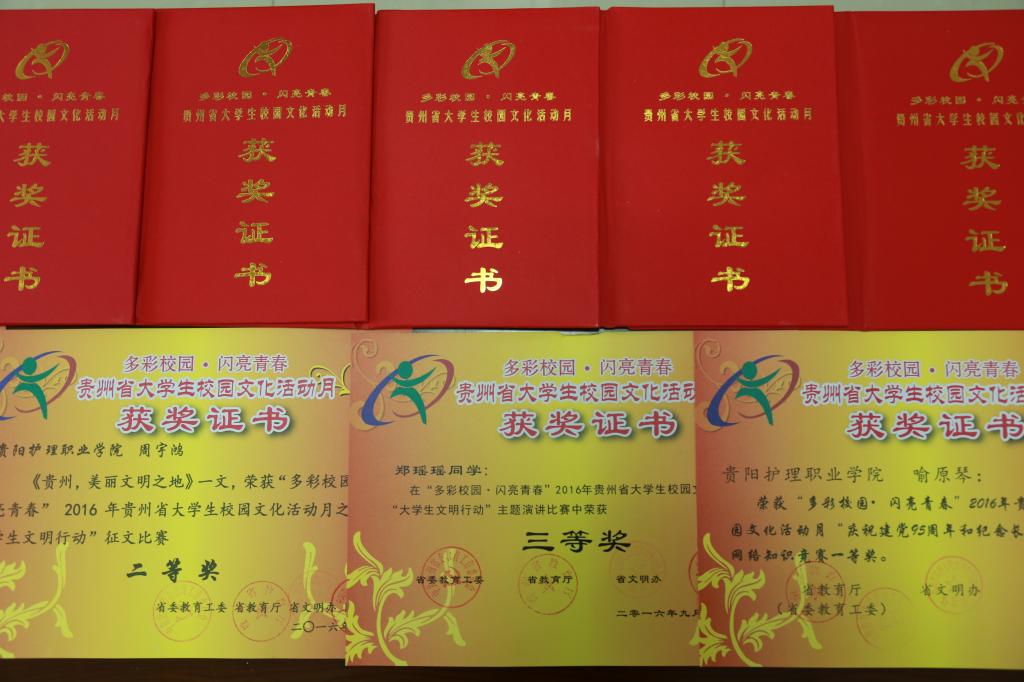 彩校园 · 闪亮青春
大学生校园文化活动月
获
奖
证
书
多彩校园 · 闪亮青春
贵州省大学生校园文化活动月
获
奖
证
书
多彩校园 · 闪亮青春
贵州省大学生校园文化活动月
获
奖
证
书
多彩校园 · 闪亮青春
贵州省大学生校园文化活动月
获
奖
证
书
多彩校园 · 闪亮
贵州省大学生校园文化
获
奖
证
书
多彩校园 · 闪亮青春
贵州省大学生校园文化活动月
获奖证书
贵阳护理职业学院 周宇鸿
《贵州,美丽文明之地》一文,荣获“多彩校园
亮青春” 2016 年贵州省大学生校园文化活动月之
学生文明行动”征文比赛
二等奖
省委教育工委 省教育厅 省文明办
二〇一六年
多彩校园 · 闪亮青春
贵州省大学生校园文化活动
获奖证书
郑瑶瑶同学:
在“多彩校园·闪亮青春”2016年贵州省大学生校园文
“大学生文明行动”主题演讲比赛中荣获
三等奖
省委教育工委 省教育厅 省文明办
二零一六年九月
多彩校园 · 闪亮青春
贵州省大学生校园文化活
获奖证书
贵阳护理职业学院 喻原琴:
荣获“多彩校园· 闪亮青春”2016年贵
园文化活动月“庆祝建党95周年和纪念长
网络知识竞赛一等奖。
省教育厅 省文明办
(省委教育工委)